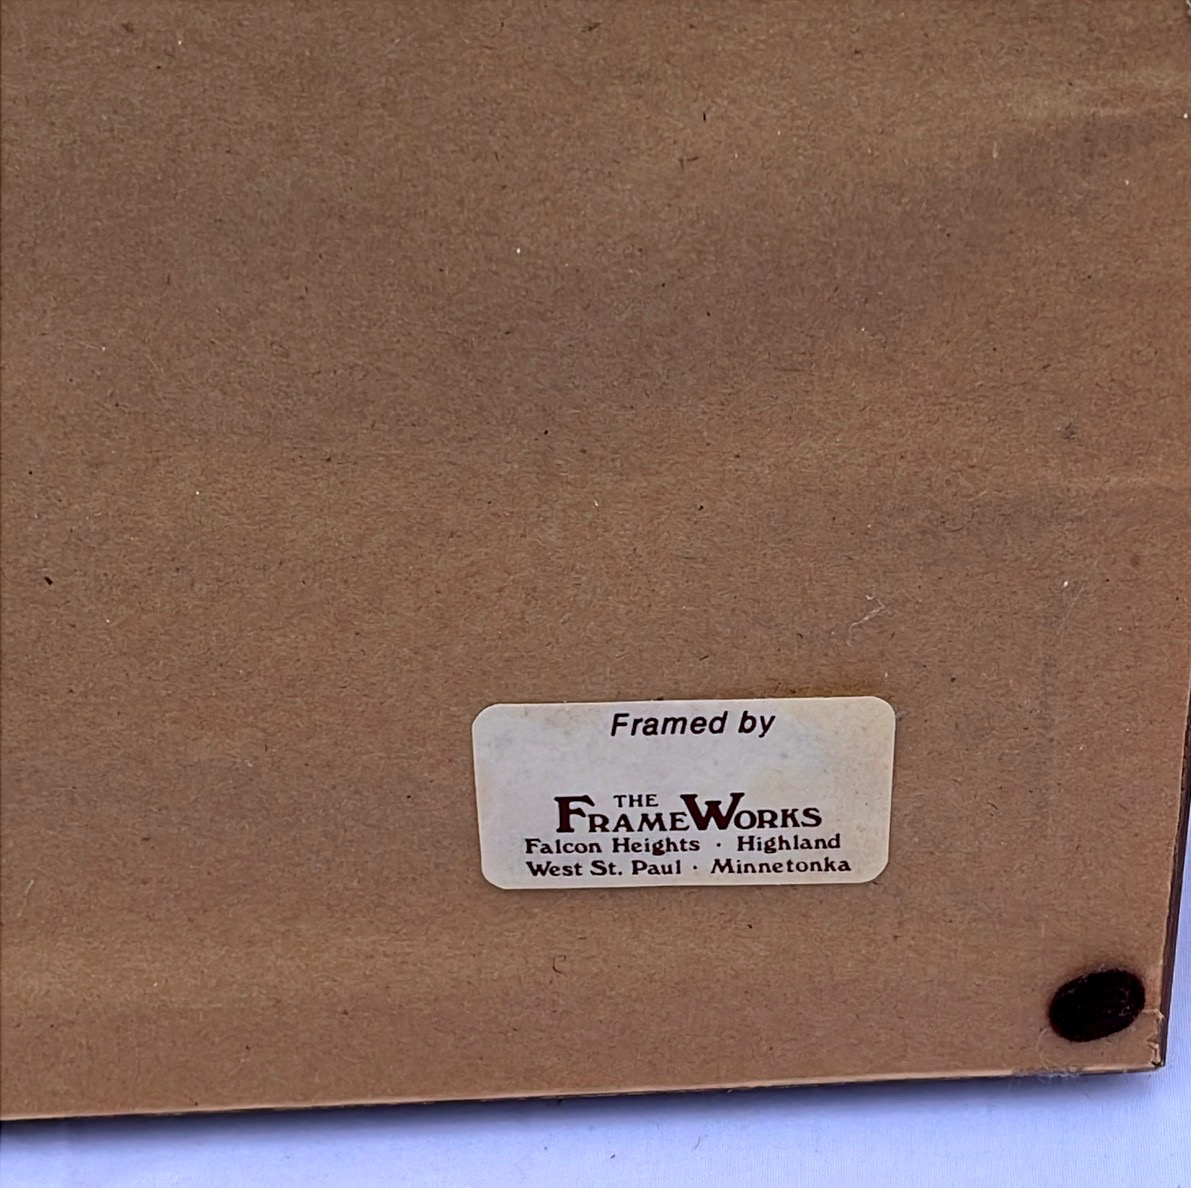 Framed by
THE
FRAMEWORKS
Falcon Heights · Highland
West St. Paul · Minnetonka